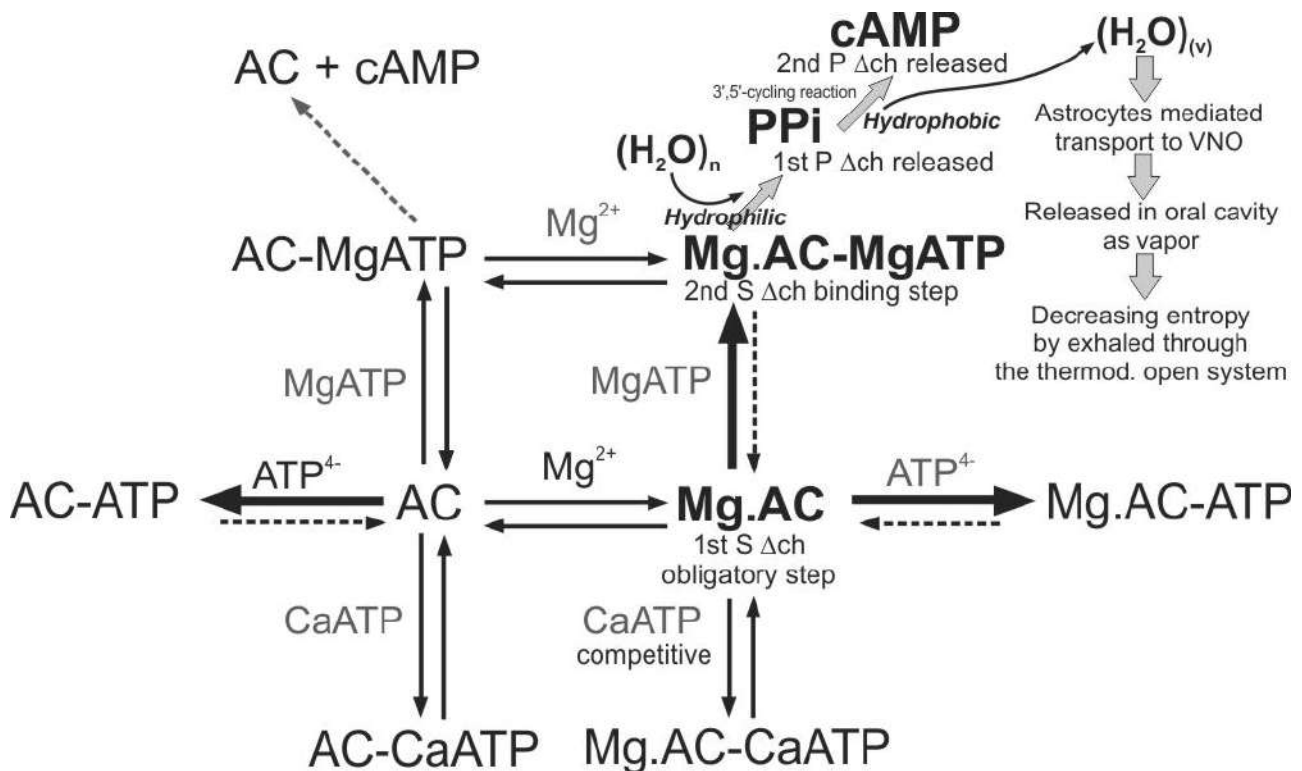 cAMP
2nd P Δch released
(H₂O)(v)
AC + cAMP
3',5'-cycling reaction
PPi
Hydrophobic
1st P Δch released
(H₂O)n
Hydrophilic
Astrocytes mediated
transport to VNO
Released in oral cavity
as vapor
Decreasing entropy
by exhaled through
the thermod. open system
AC-MgATP
Mg²⁺
Mg.AC-MgATP
2nd S Δch binding step
MgATP
MgATP
AC-ATP
ATP⁴⁻
AC
Mg²⁺
Mg.AC
1st S Δch
obligatory step
ATP⁴⁻
Mg.AC-ATP
CaATP
CaATP
competitive
AC-CaATP
Mg.AC-CaATP